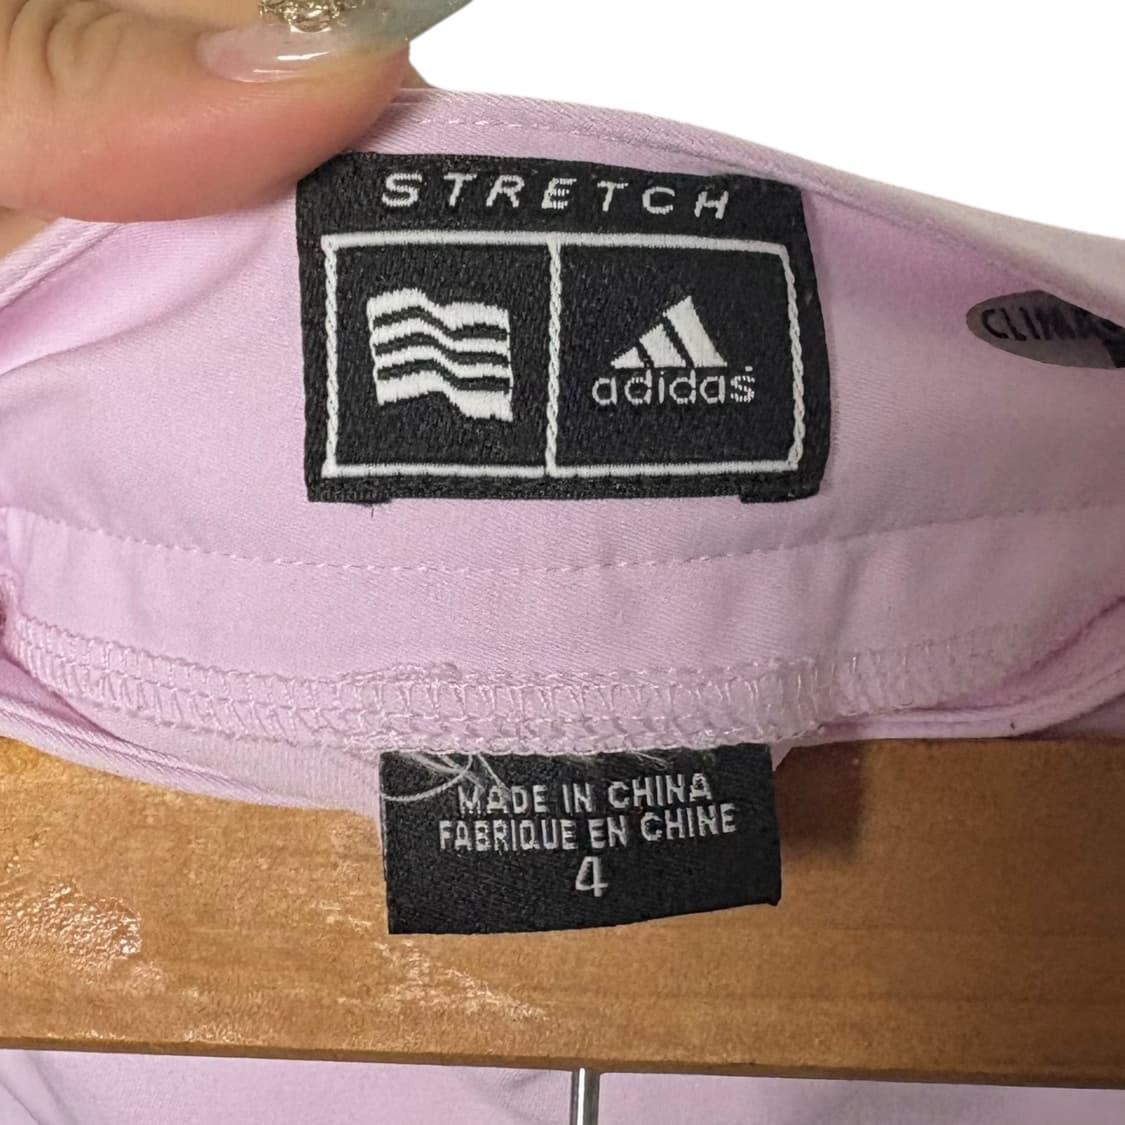 STRETCH
adidas
MADE IN CHINA
FABRIQUE EN CHINE
4